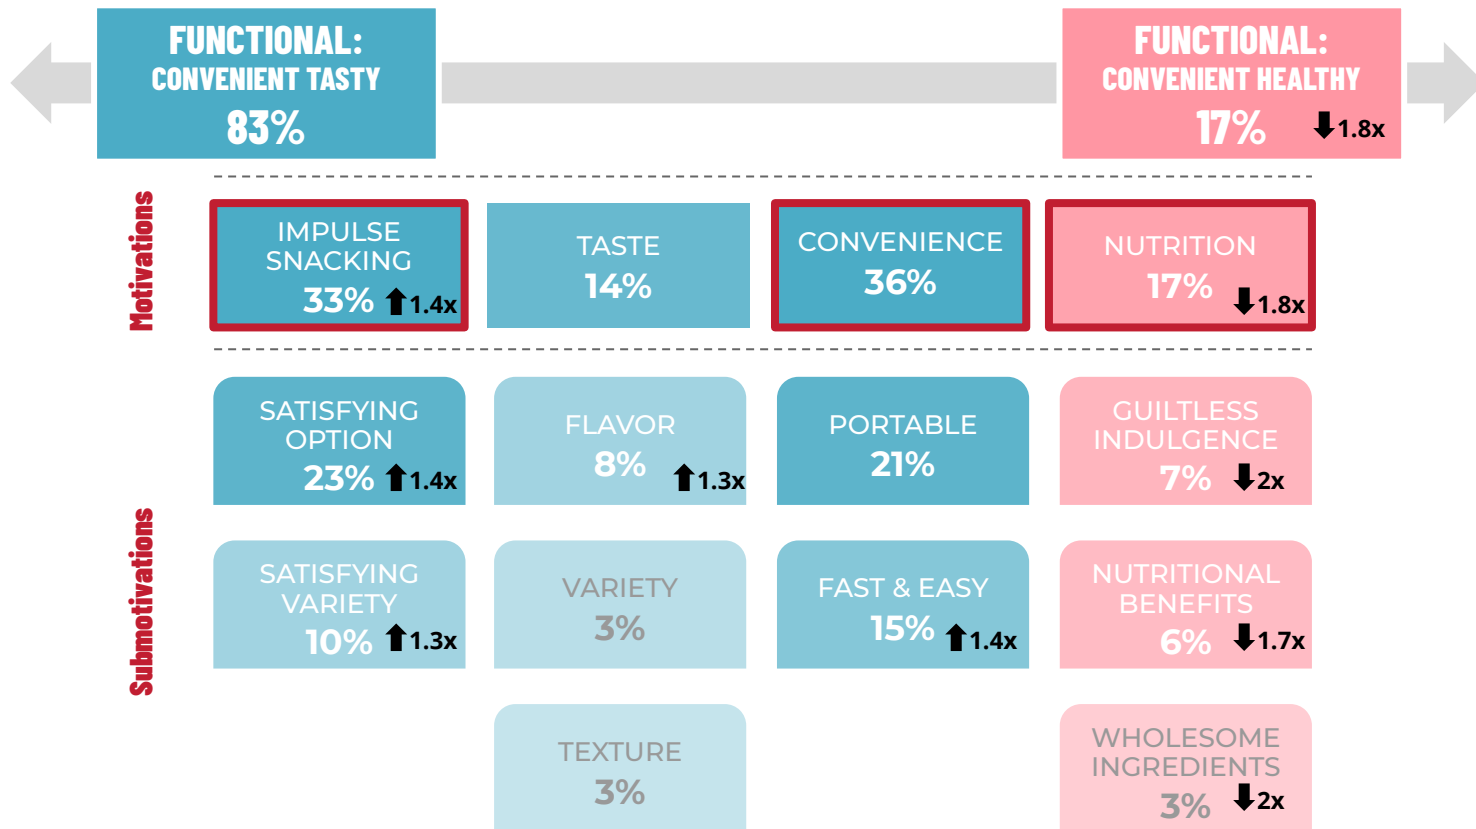 FUNCTIONAL:
CONVENIENT TASTY
83%
FUNCTIONAL:
CONVENIENT HEALTHY
17%
1.8x
Motivations
IMPULSE
SNACKING
33% 1.4x
TASTE
14%
CONVENIENCE
36%
NUTRITION
17%
1.8x
Submotivations
SATISFYING
OPTION
23% 1.4x
FLAVOR
8%
1.3x
PORTABLE
21%
GUILTLESS
INDULGENCE
7% 2x
SATISFYING
VARIETY
10% 1.3x
VARIETY
3%
FAST & EASY
15% 1.4x
NUTRITIONAL
BENEFITS
6% 1.7x
TEXTURE
3%
WHOLESOME
INGREDIENTS
3% 2x